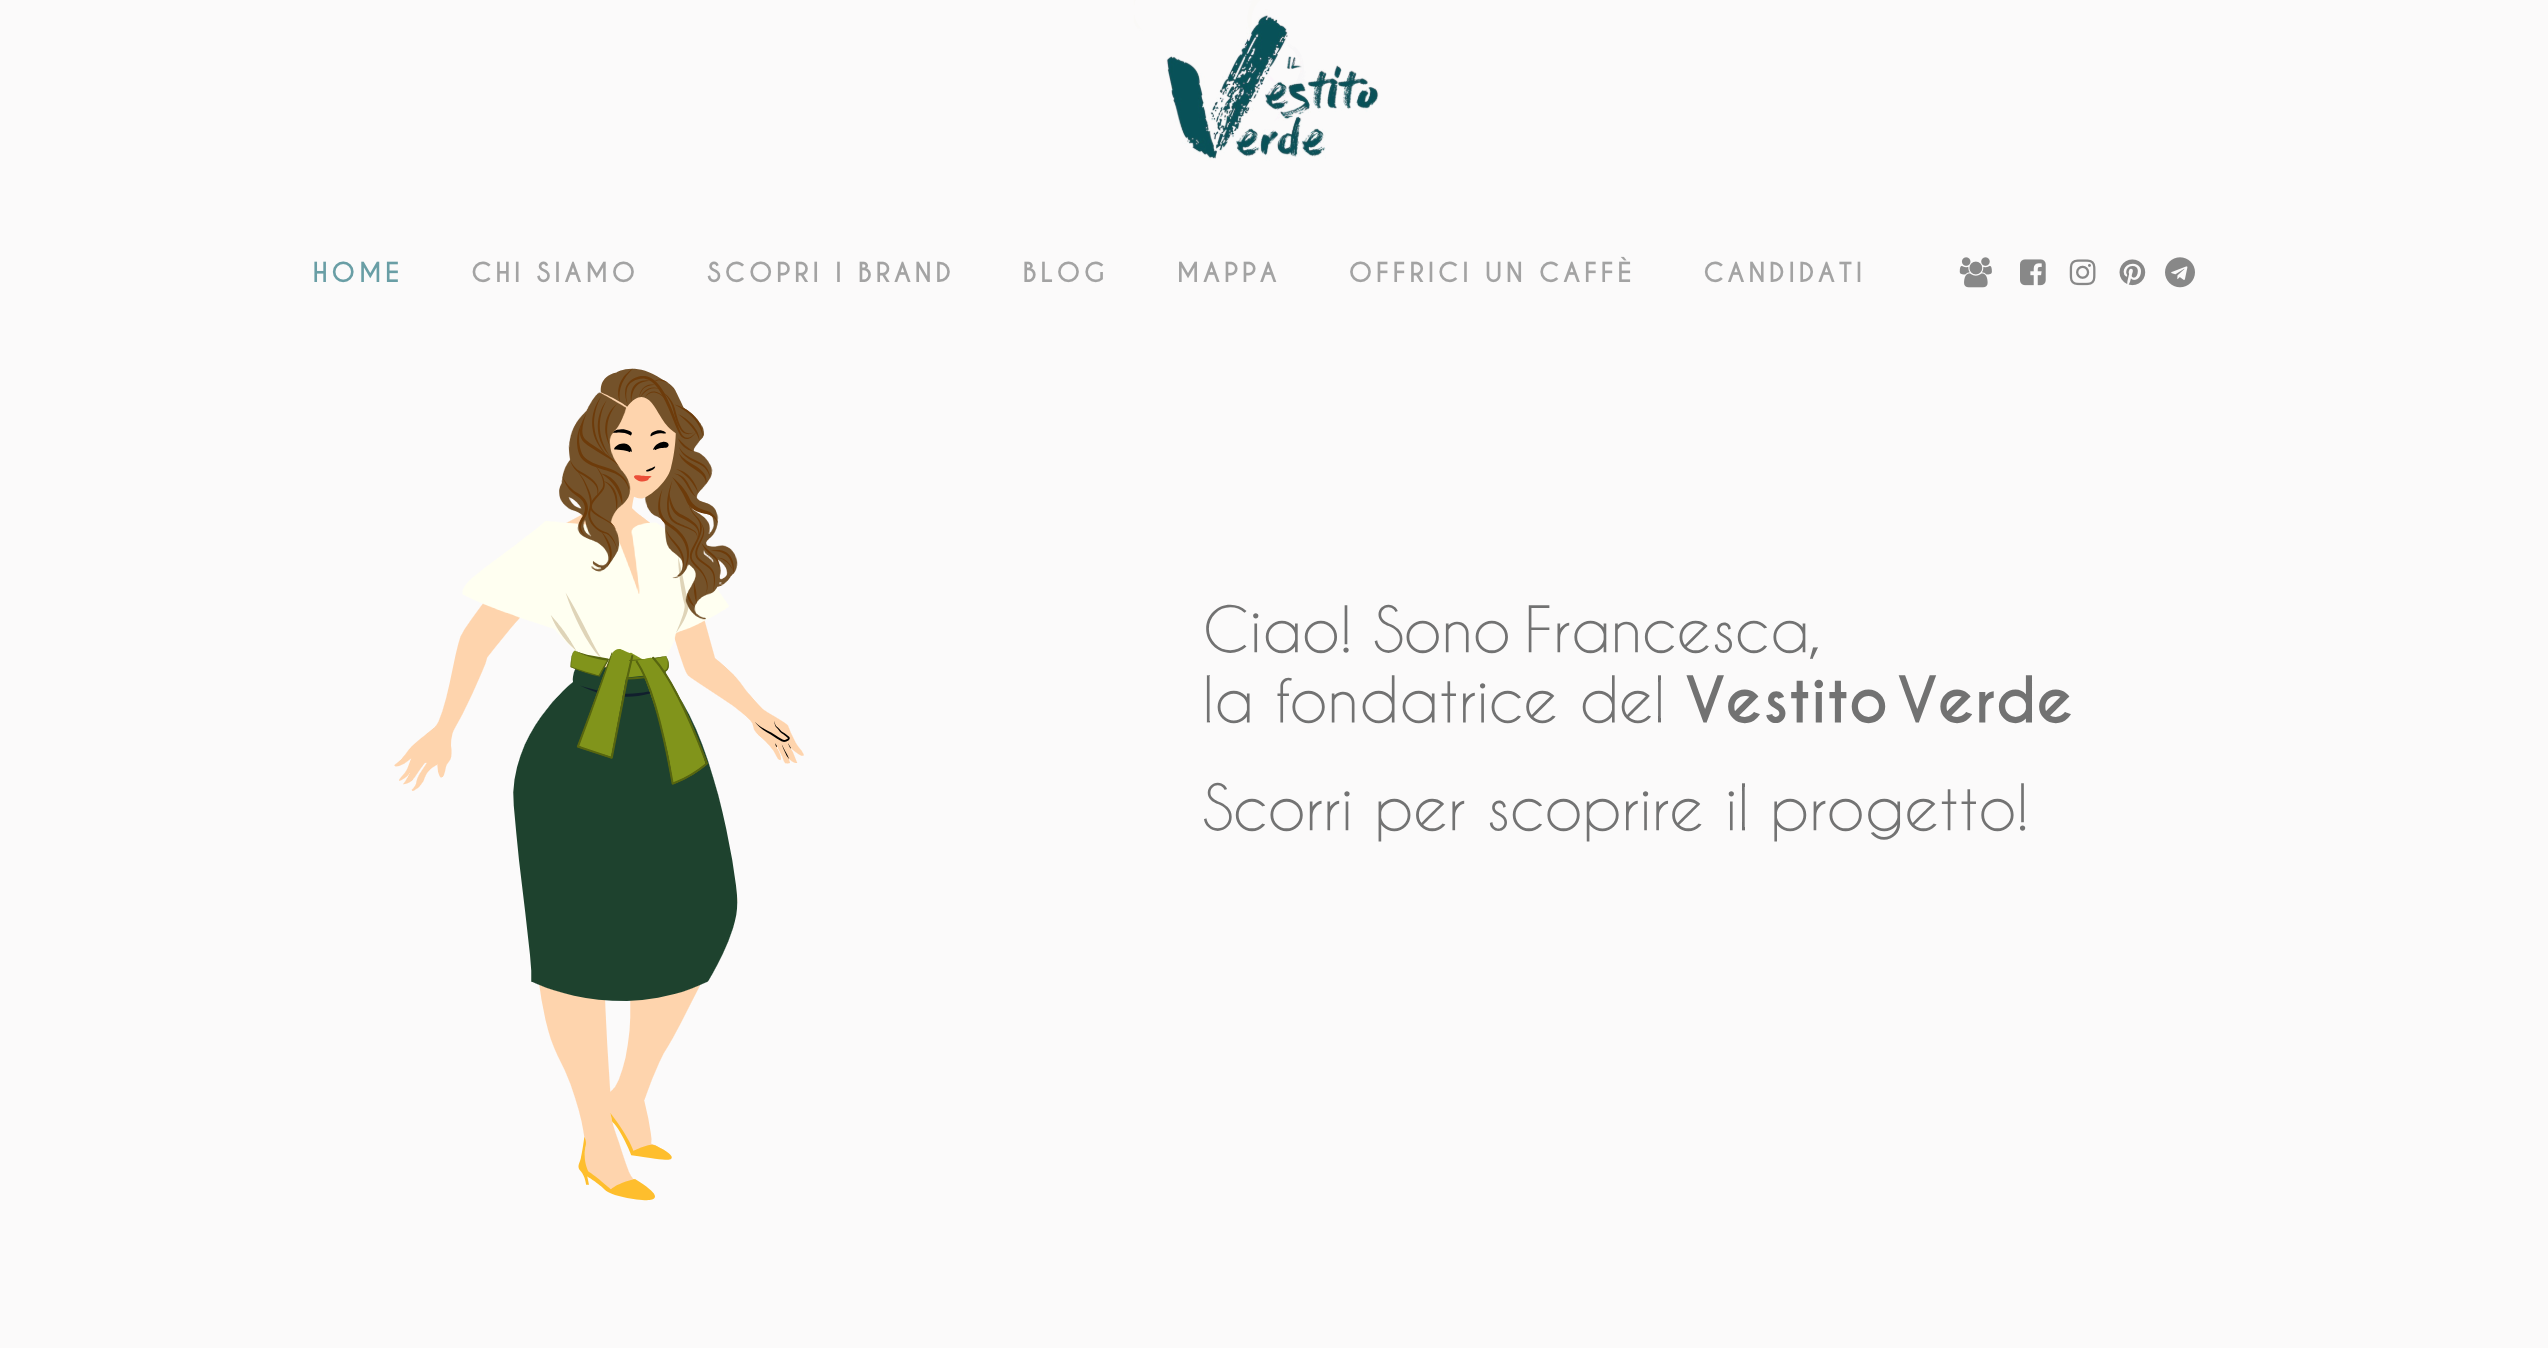 IL
Vestito
Verde
HOME CHI SIAMO SCOPRI I BRAND BLOG MAPPA OFFRICI UN CAFFÈ CANDIDATI
Ciao! Sono Francesca,
la fondatrice del Vestito Verde
Scorri per scoprire il progetto!